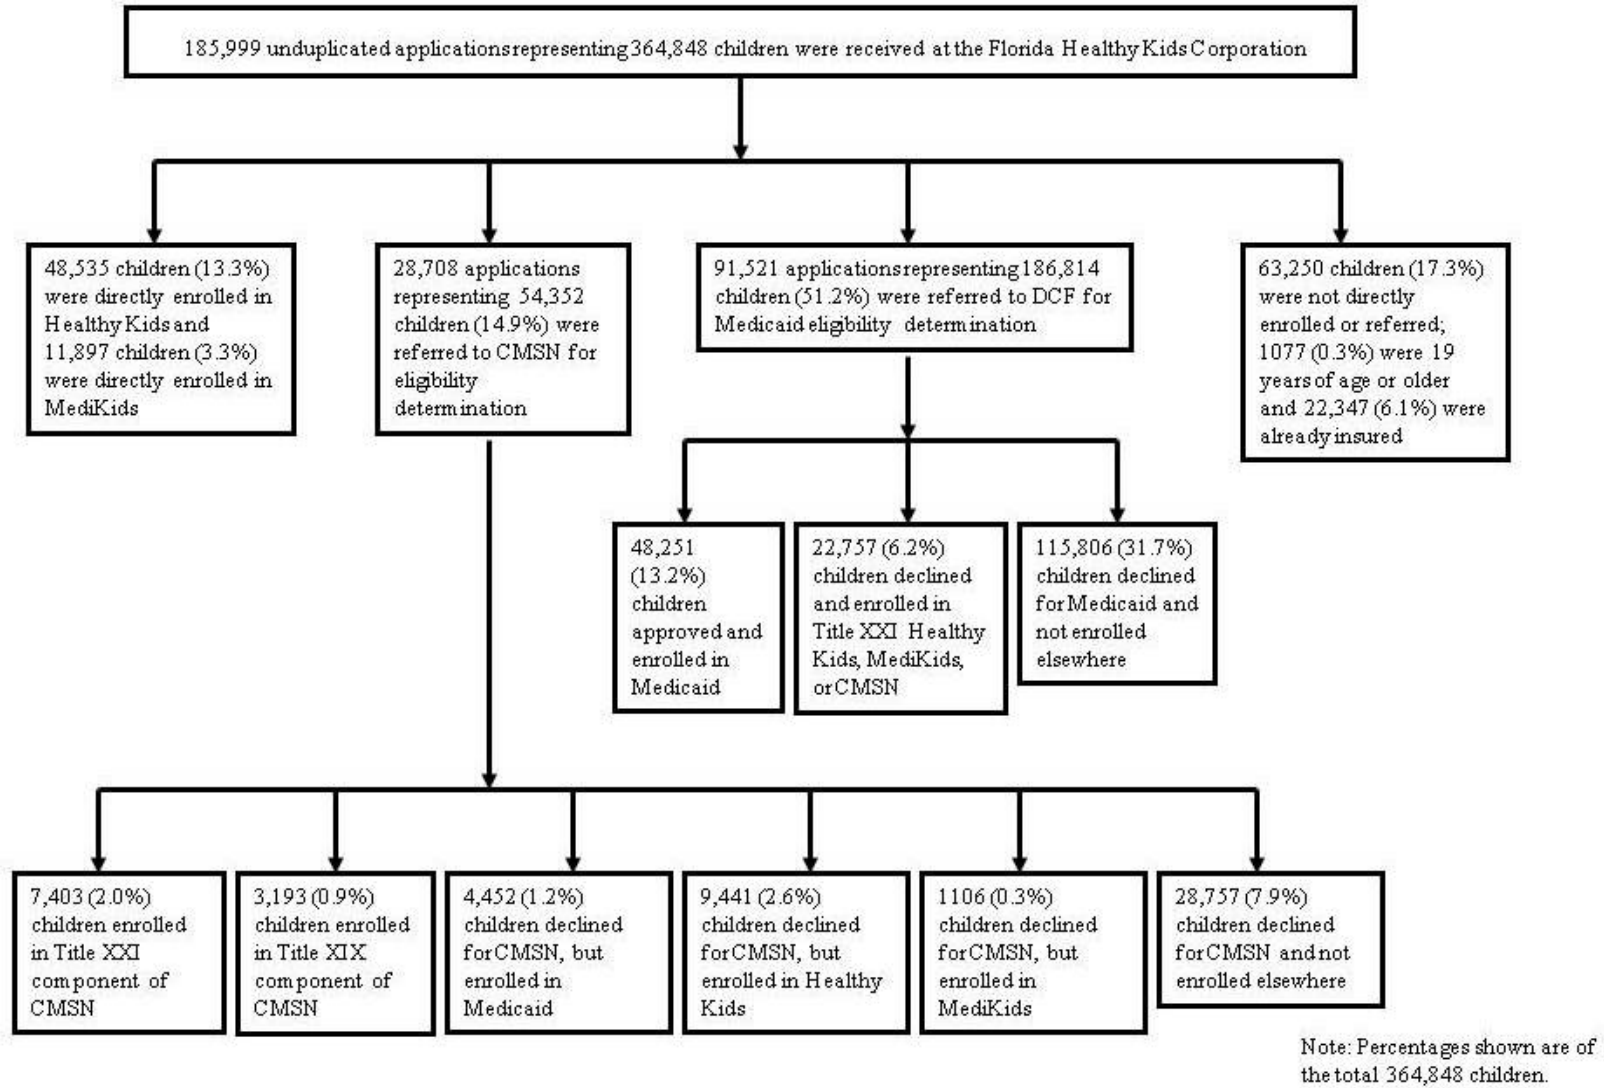 185,999 unduplicated applications representing 364,848 children were received at the Florida Healthy Kids Corporation
48,535 children (13.3%)
were directly enrolled in
Healthy Kids and
11,897 children (3.3%)
were directly enrolled in
MediKids
28,708 applications
representing 54,352
children (14.9%) were
referred to CMSN for
eligibility
determination
91,521 applications representing 186,814
children (51.2%) were referred to DCF for
Medicaid eligibility determination
63,250 children (17.3%)
were not directly
enrolled or referred;
1077 (0.3%) were 19
years of age or older
and 22,347 (6.1%) were
already insured
48,251
(13.2%)
children
approved and
enrolled in
Medicaid
22,757 (6.2%)
children declined
and enrolled in
Title XXI Healthy
Kids, MediKids,
or CMSN
115,806 (31.7%)
children declined
for Medicaid and
not enrolled
elsewhere
7,403 (2.0%)
children enrolled
in Title XXI
component of
CMSN
3,193 (0.9%)
children enrolled
in Title XIX
component of
CMSN
4,452 (1.2%)
children declined
for CMSN, but
enrolled in
Medicaid
9,441 (2.6%)
children declined
for CMSN, but
enrolled in Healthy
Kids
1106 (0.3%)
children declined
for CMSN, but
enrolled in
MediKids
28,757 (7.9%)
children declined
for CMSN and not
enrolled elsewhere
Note: Percentages shown are of
the total 364,848 children.